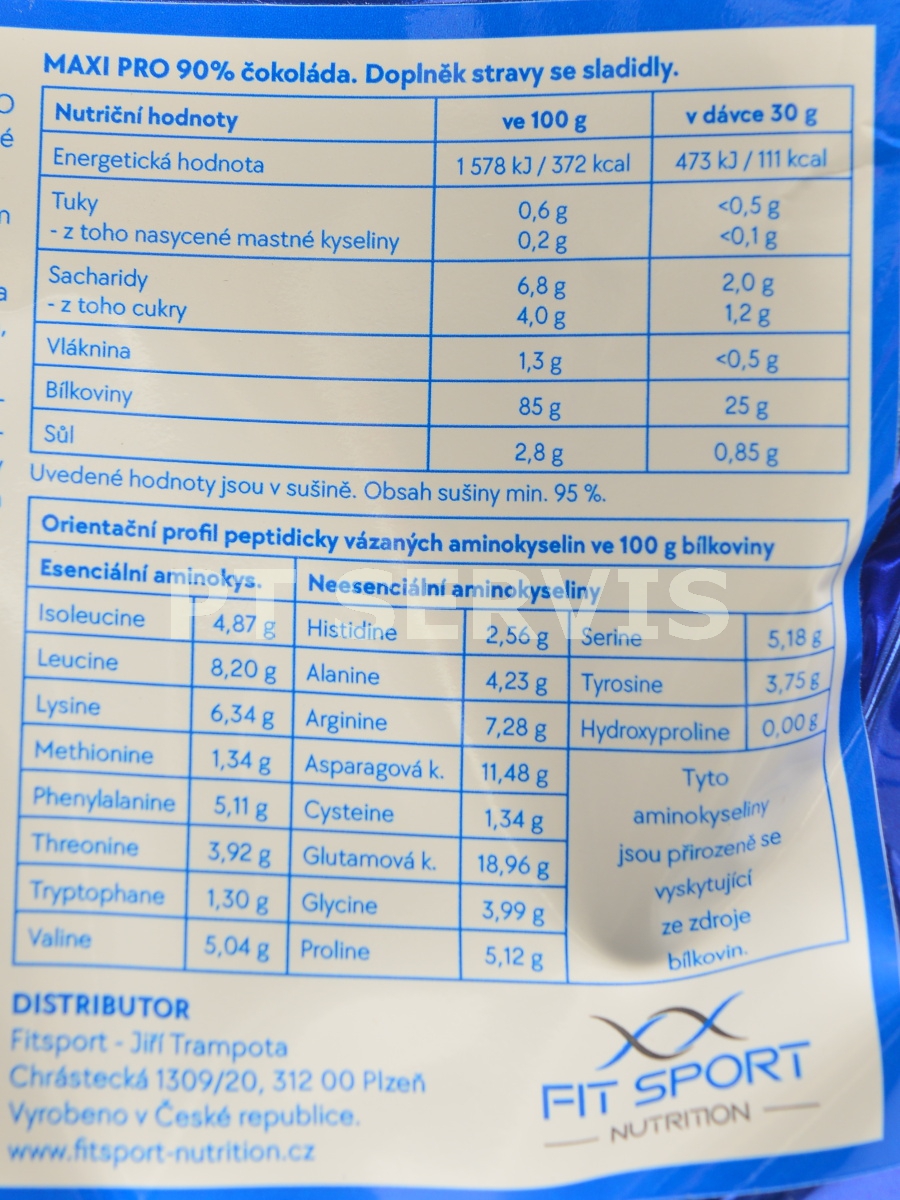 MAXI PRO 90% čokoláda. Doplněk stravy se sladidly.
Nutriční hodnoty ve 100 g v dávce 30 g
Energetická hodnota 1 578 kJ / 372 kcal 473 kJ / 111 kcal
Tuky 0,6 g <0,5 g
- z toho nasycené mastné kyseliny 0,2 g <0,1 g
Sacharidy 6,8 g 2,0 g
- z toho cukry 4,0 g 1,2 g
Vláknina 1,3 g <0,5 g
Bílkoviny 85 g 25 g
Sůl 2,8 g 0,85 g
Uvedené hodnoty jsou v sušině. Obsah sušiny min. 95 %.
Orientační profil peptidicky vázaných aminokyselin ve 100 g bílkoviny
Esenciální aminokys. Neesenciální aminokyseliny
PT SERVIS
Isoleucine 4,87 g Histidine 2,56 g Serine 5,18 g
Leucine 8,20 g Alanine 4,23 g Tyrosine 3,75 g
Lysine 6,34 g Arginine 7,28 g Hydroxyproline 0,00 g
Methionine 1,34 g Asparagová k. 11,48 g
Phenylalanine 5,11 g Cysteine 1,34 g
Threonine 3,92 g Glutamová k. 18,96 g
Tryptophane 1,30 g Glycine 3,99 g
Valine 5,04 g Proline 5,12 g
Tyto
aminokyseliny
jsou přirozeně se
vyskytující
ze zdroje
bílkovin.
DISTRIBUTOR
Fitsport - Jiří Trampota
Chrástecká 1309/20, 312 00 Plzeň
Vyrobeno v České republice.
www.fitsport-nutrition.cz
FIT SPORT
NUTRITION